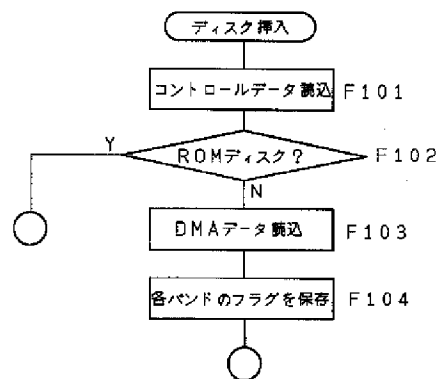 ディスク挿入
コントロールデータ読込 F101
ROMディスク? F102
Y
N
DMAデータ読込 F103
各バンドのフラグを保存 F104